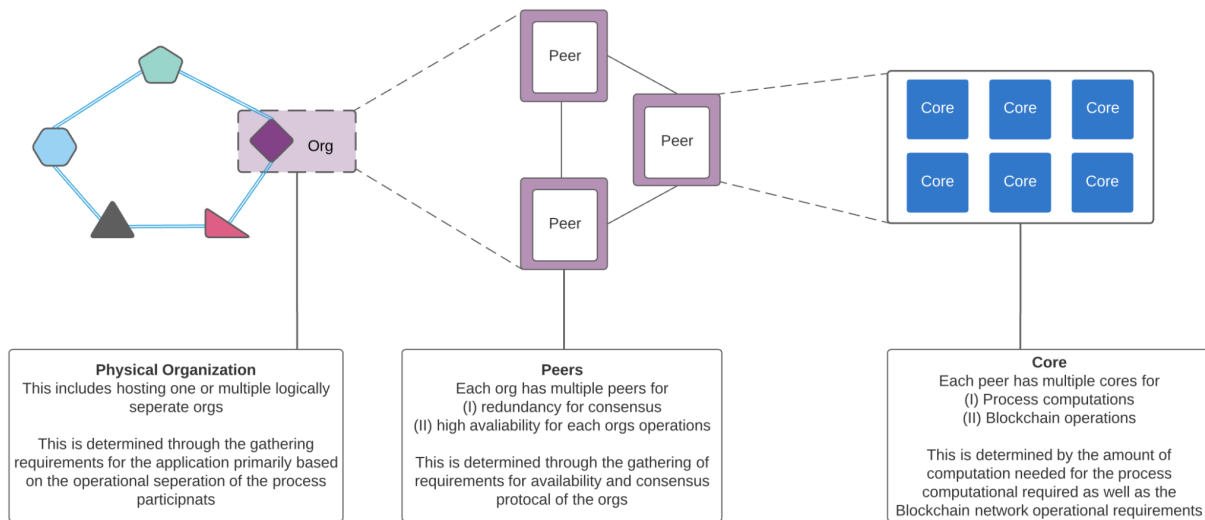 Org
Peer
Peer
Peer
Core
Core
Core
Core
Core
Core
Physical Organization
This includes hosting one or multiple logically
seperate orgs
This is determined through the gathering
requirements for the application primarily based
on the operational seperation of the process
participnats
Peers
Each org has multiple peers for
(I) redundancy for consensus
(II) high avaliability for each orgs operations
This is determined through the gathering of
requirements for availability and consensus
protocal of the orgs
Core
Each peer has multiple cores for
(I) Process computations
(II) Blockchain operations
This is determined by the amount of
computation needed for the process
computational required as well as the
Blockchain network operational requirements